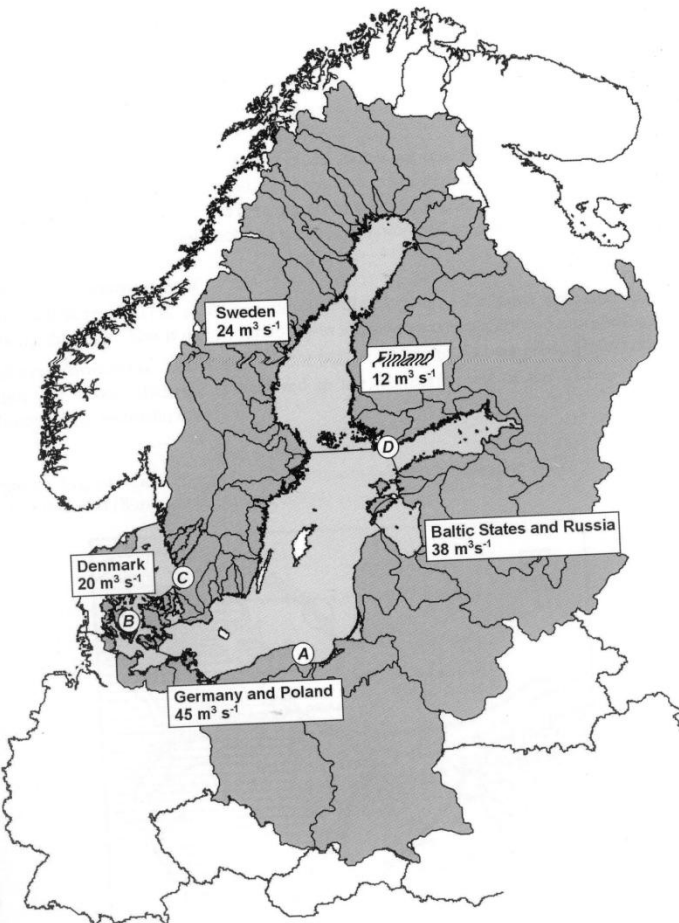 Sweden
24 m³ s⁻¹
Finland
12 m³ s⁻¹
D
Baltic States and Russia
38 m³s⁻¹
Denmark
20 m³ s⁻¹
C
B
A
Germany and Poland
45 m³ s⁻¹